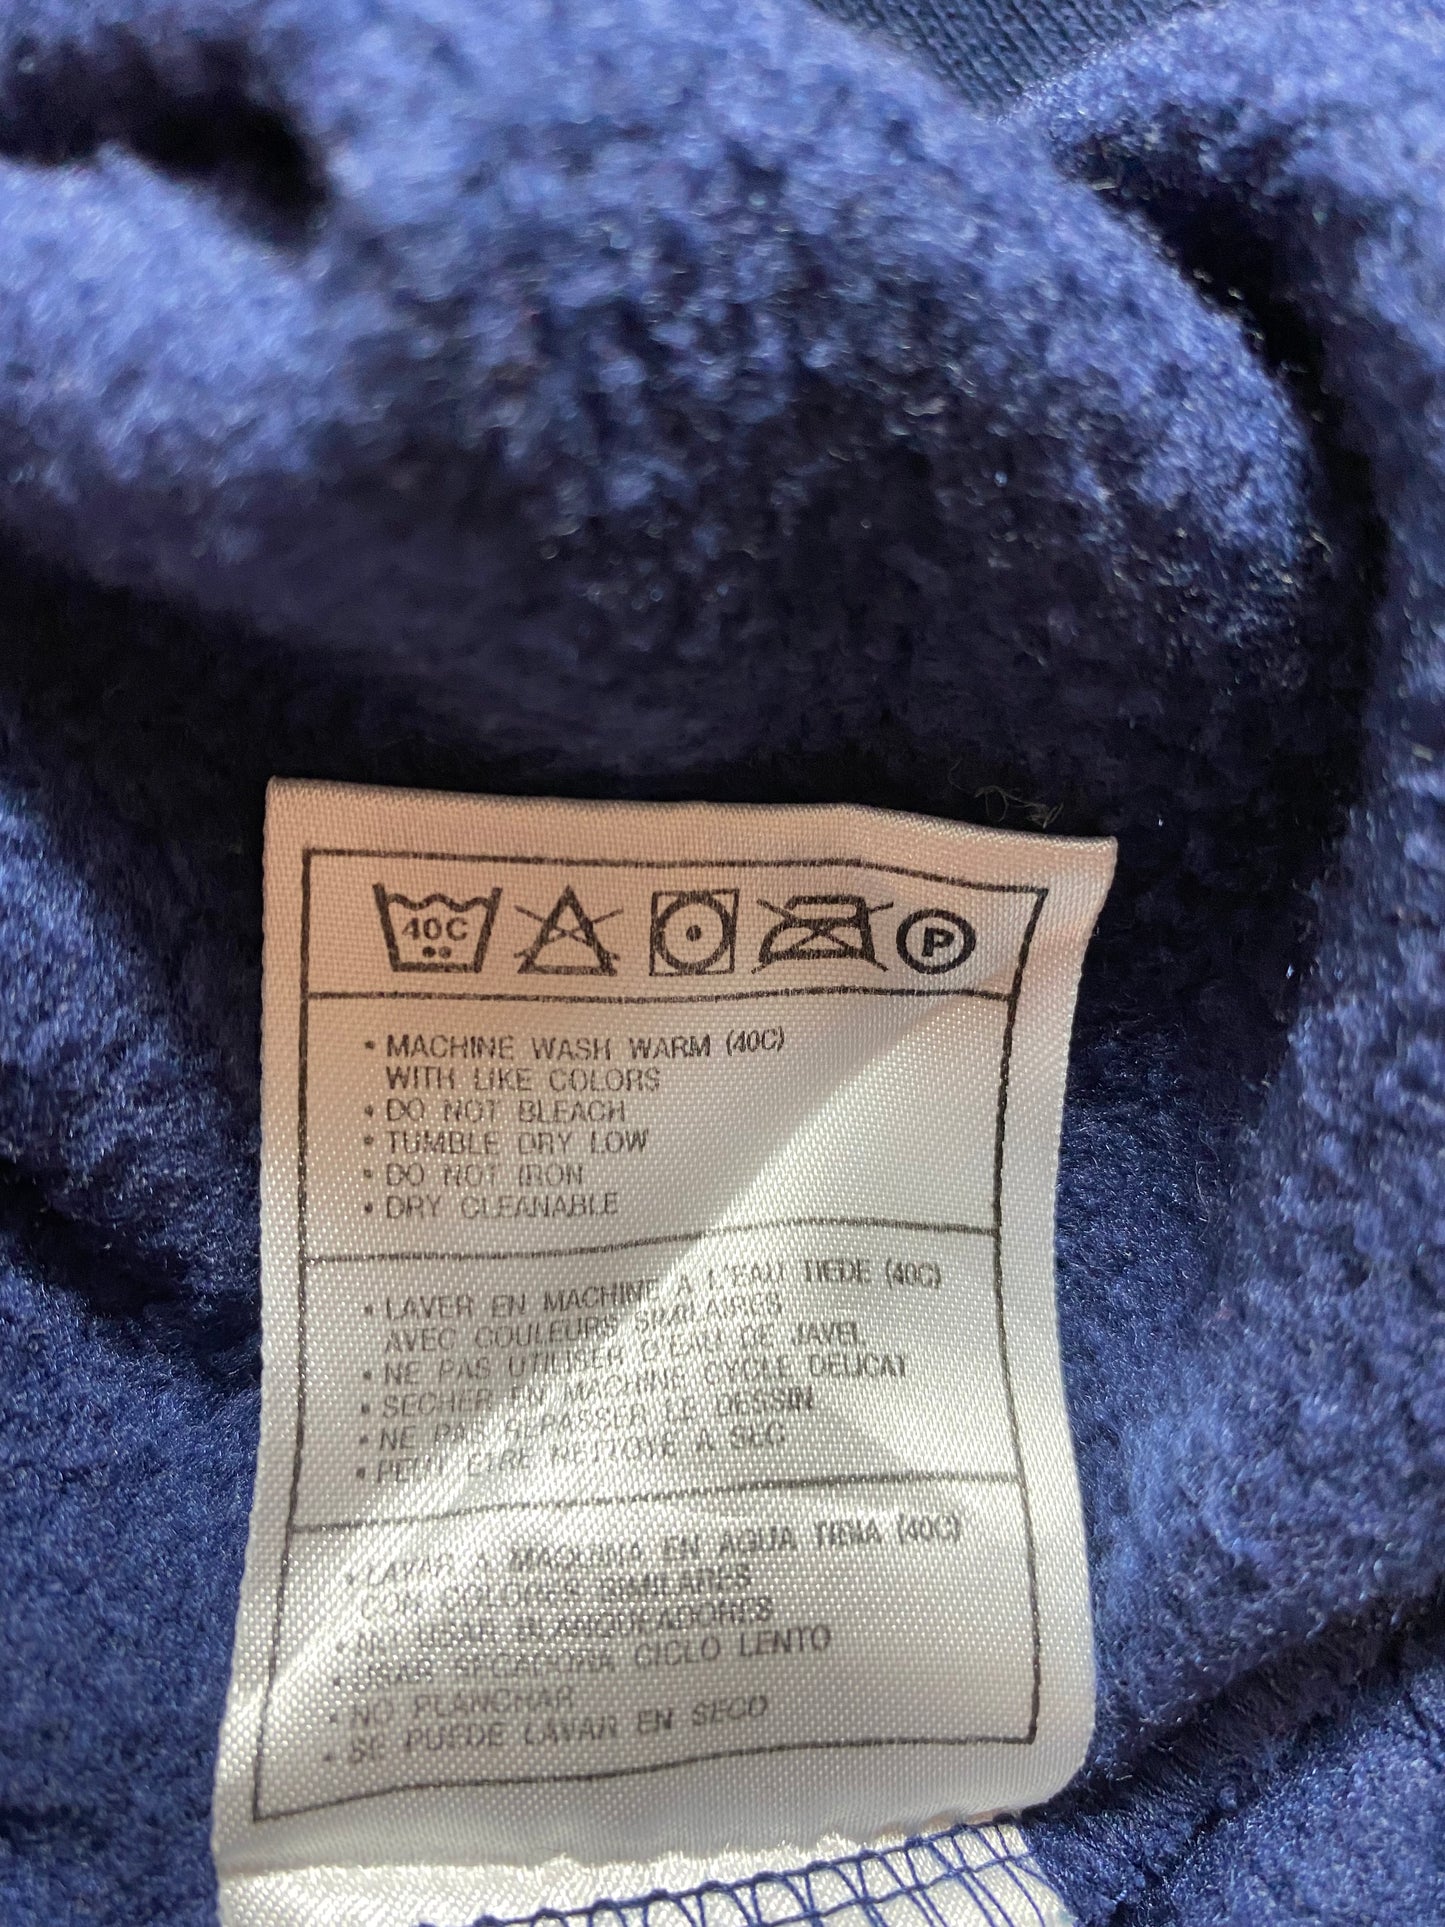 40C
P
• MACHINE WASH WARM (40C)
WITH LIKE COLORS
• DO NOT BLEACH
• TUMBLE DRY LOW
• DO NOT IRON
• DRY CLEANABLE
• LAVER EN MACHINE A L'EAU TIEDE (40C)
AVEC COULEURS SIMILAIRES
• NE PAS UTILISER D'EAU DE JAVEL
• SECHER EN MACHINE CYCLE DELICAT
• NE PAS REPASSER LE DESSIN
• PEUT ETRE NETTOYE A SEC
• LAVAR A MAQUINA EN AGUA TIBIA (40C)
CON COLORES SIMILARES
• NO USAR BLANQUEADORES
• USAR SECADORA CICLO LENTO
• NO PLANCHAR
• SE PUEDE LAVAR EN SECO